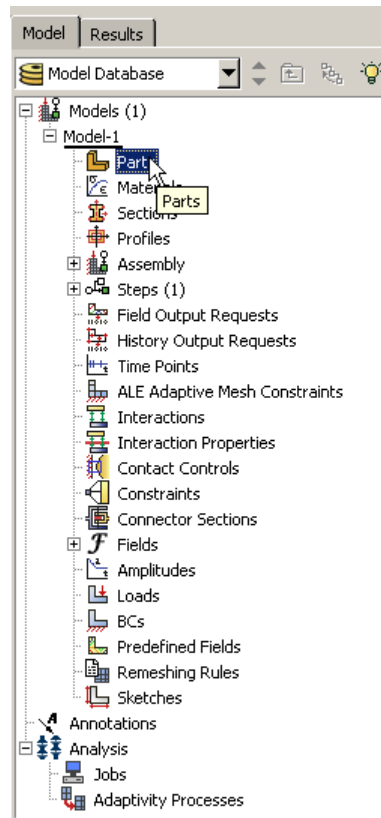 Model Results
Model Database
Models (1)
Model-1
Parts
Materials
Parts
Sections
Profiles
Assembly
Steps (1)
Field Output Requests
History Output Requests
Time Points
ALE Adaptive Mesh Constraints
Interactions
Interaction Properties
Contact Controls
Constraints
Connector Sections
Fields
Amplitudes
Loads
BCs
Predefined Fields
Remeshing Rules
Sketches
Annotations
Analysis
Jobs
Adaptivity Processes